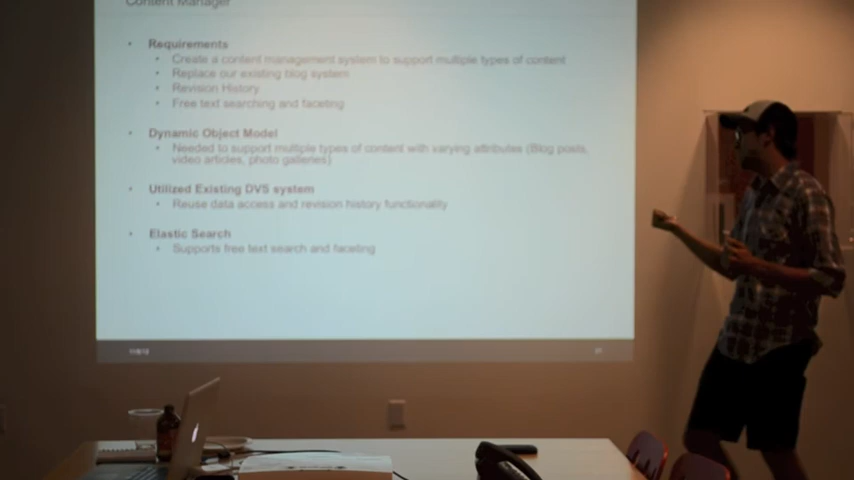 Content Manager
• Requirements
• Create a content management system to support multiple types of content
• Replace our existing blog system
• Revision History
• Free text searching and faceting
• Dynamic Object Model
• Needed to support multiple types of content with varying attributes (Blog posts,
video articles, photo galleries)
• Utilized Existing DVS system
• Reuse data access and revision history functionality
• Elastic Search
• Supports free text search and faceting